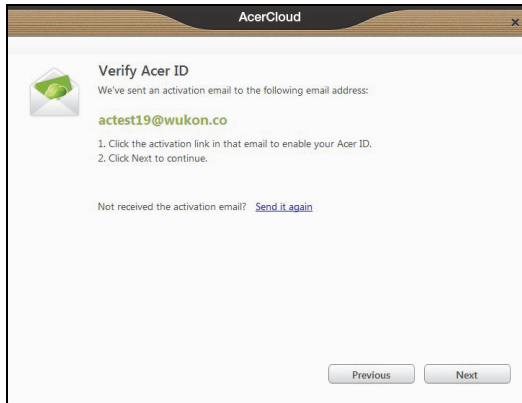 AcerCloud
Verify Acer ID
We've sent an activation email to the following email address:
actest19@wukon.co
1. Click the activation link in that email to enable your Acer ID.
2. Click Next to continue.
Not received the activation email? Send it again
Previous Next